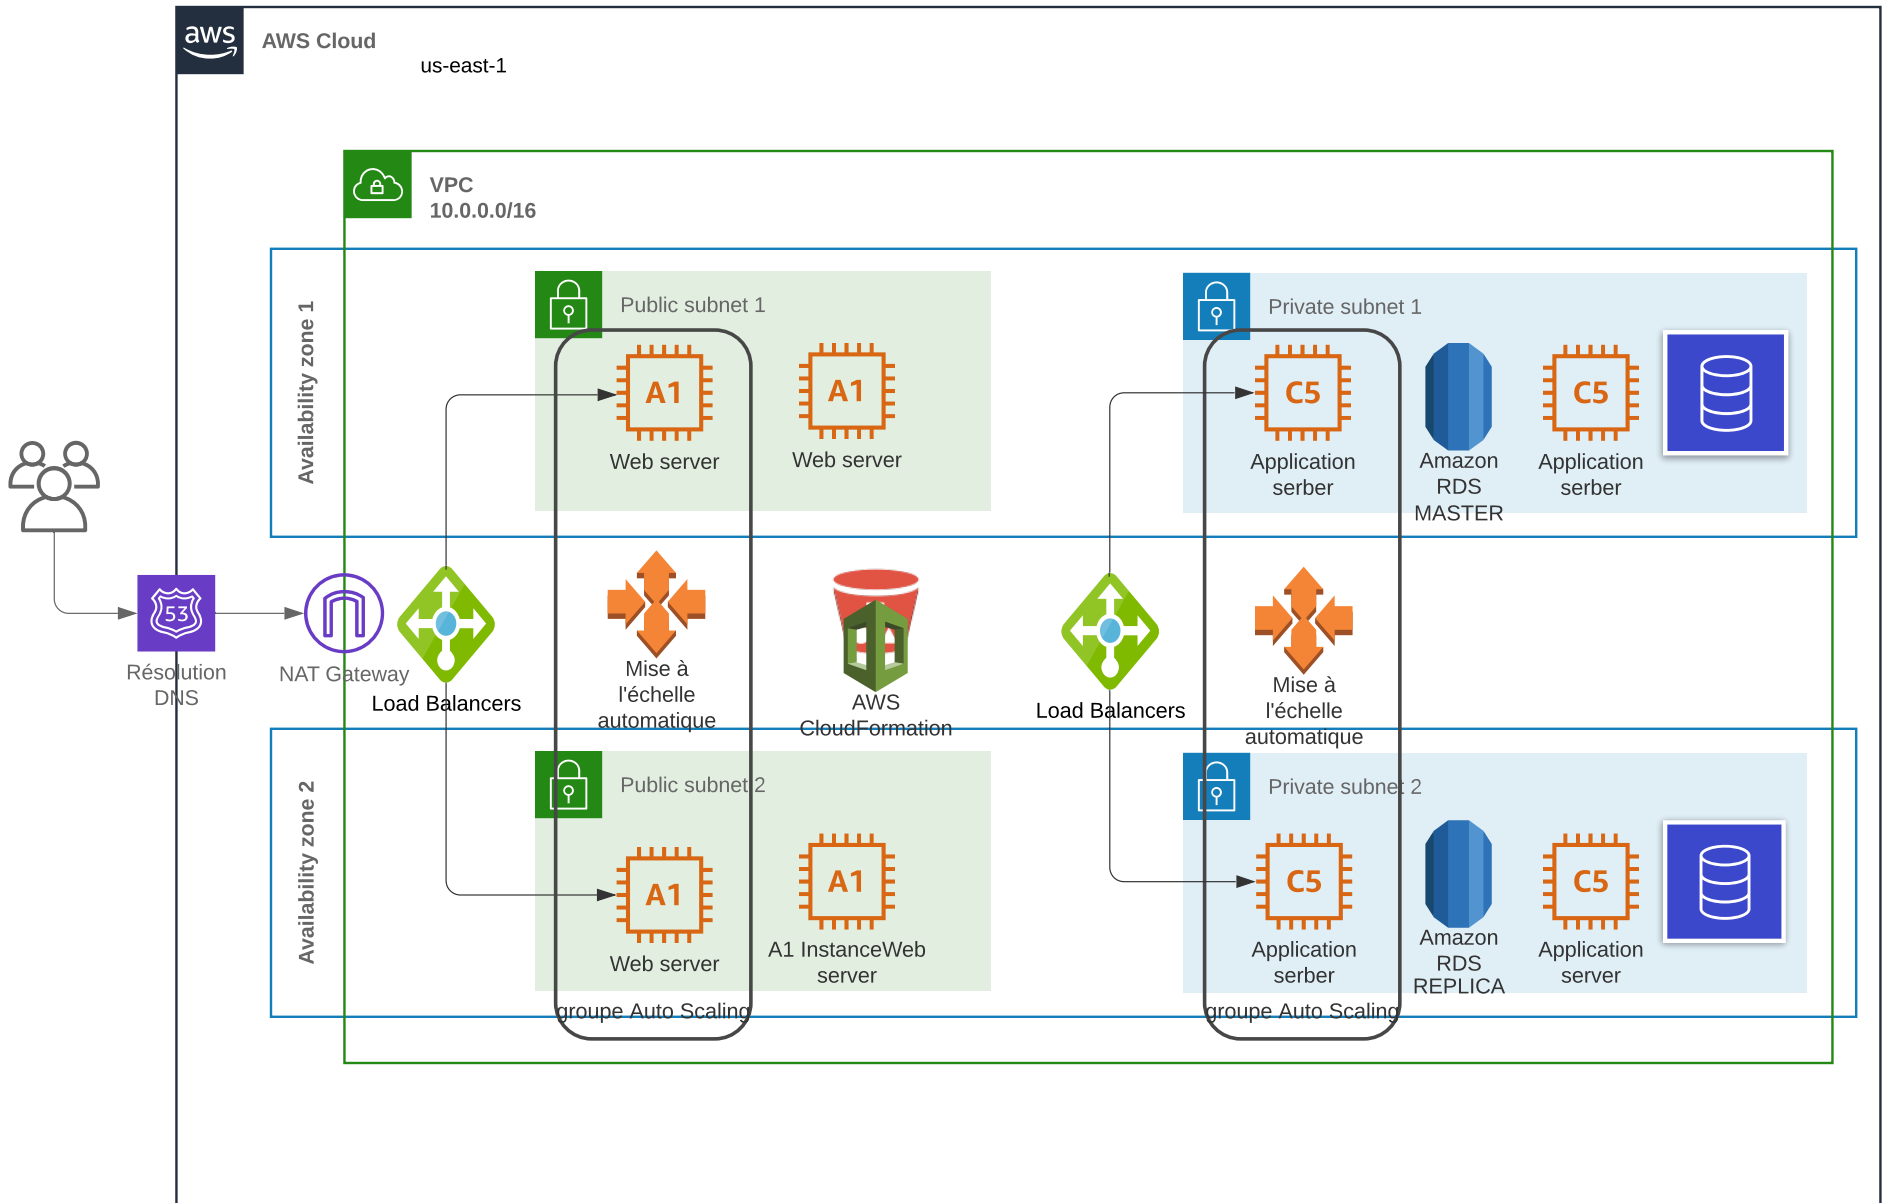 aws
AWS Cloud
us-east-1
VPC
10.0.0.0/16
Availability zone 1
Public subnet 1
A1
Web server
A1
Web server
Private subnet 1
C5
Application
serber
Amazon
RDS
MASTER
C5
Application
serber
53
Résolution
DNS
NAT Gateway
Load Balancers
Mise à
l'échelle
automatique
AWS
CloudFormation
Load Balancers
Mise à
l'échelle
automatique
Availability zone 2
Public subnet 2
A1
Web server
A1
A1 InstanceWeb
server
groupe Auto Scaling
Private subnet 2
C5
Application
serber
Amazon
RDS
REPLICA
C5
Application
server
groupe Auto Scaling